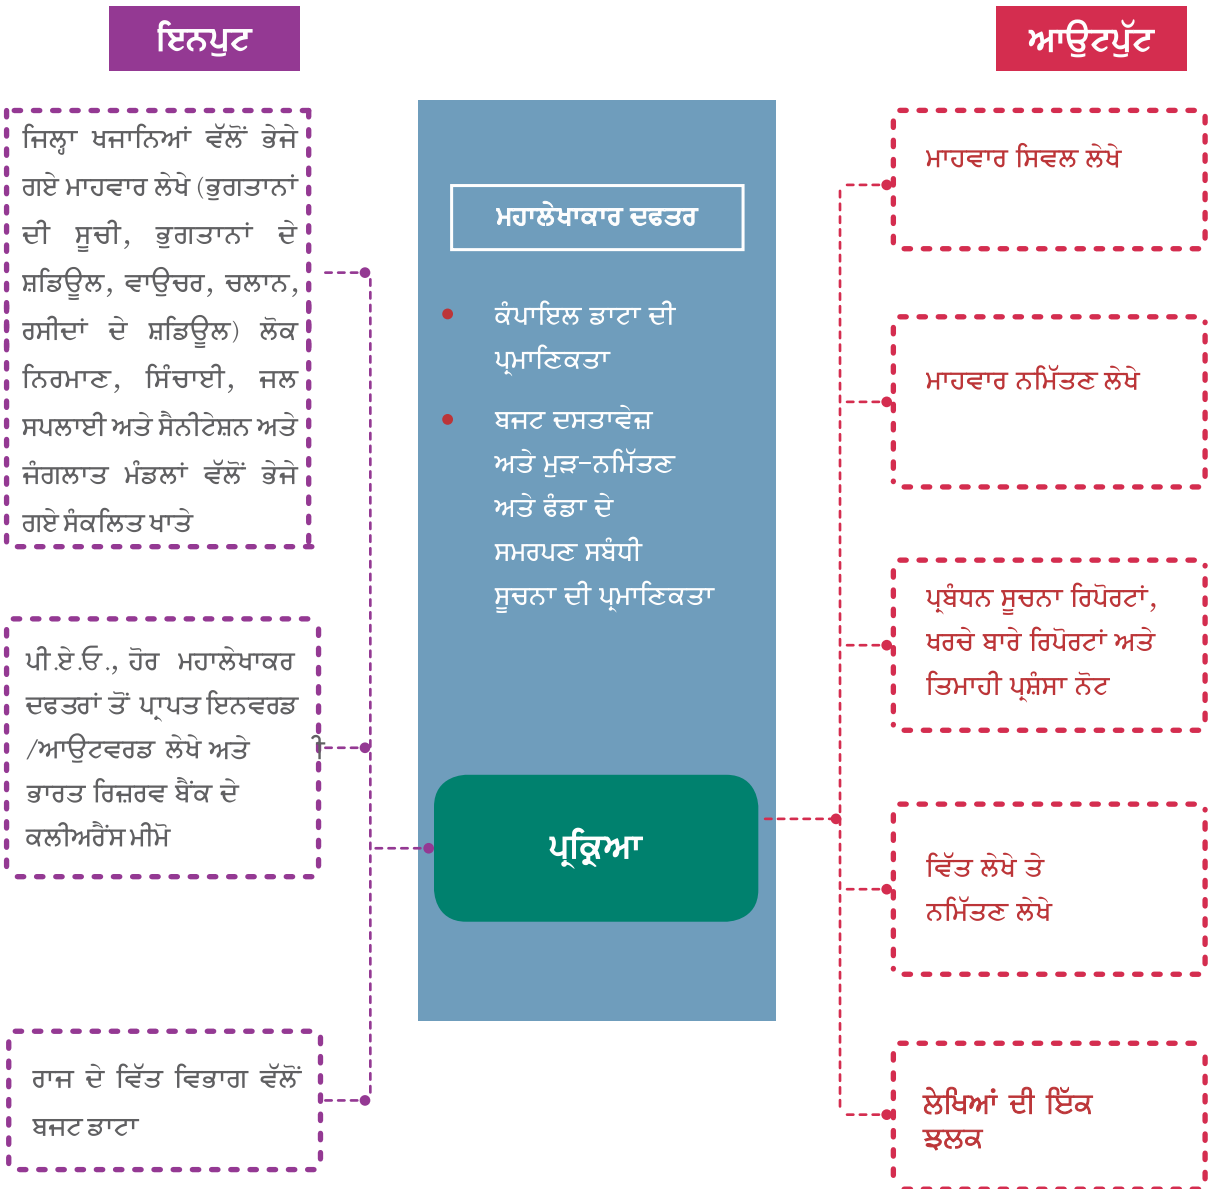 ਇਨਪੁਟ
ਜਿਲ੍ਹਾ ਖਜਾਨਿਆਂ ਵੱਲੋਂ ਭੇਜੇ
ਗਏ ਮਾਹਵਾਰ ਲੇਖੇ (ਭੁਗਤਾਨਾਂ
ਦੀ ਸੂਚੀ, ਭੁਗਤਾਨਾਂ ਦੇ
ਸ਼ਡਿਊਲ, ਵਾਊਚਰ, ਚਲਾਨ,
ਰਸੀਦਾਂ ਦੇ ਸ਼ਡਿਊਲ) ਲੋਕ
ਨਿਰਮਾਣ, ਸਿੰਚਾਈ, ਜਲ
ਸਪਲਾਈ ਅਤੇ ਸੈਨੀਟੇਸ਼ਨ ਅਤੇ
ਜੰਗਲਾਤ ਮੰਡਲਾਂ ਵੱਲੋਂ ਭੇਜੇ
ਗਏ ਸੰਕਲਿਤ ਖਾਤੇ
ਪੀ.ਏ.ਓ., ਹੋਰ ਮਹਾਲੇਖਾਕਰ
ਦਫਤਰਾਂ ਤੋਂ ਪ੍ਰਾਪਤ ਇਨਵਰਡ
/ਆਊਟਵਰਡ ਲੇਖੇ ਅਤੇ
ਭਾਰਤ ਰਿਜ਼ਰਵ ਬੈਂਕ ਦੇ
ਕਲੀਅਰੈਂਸ ਮੀਮੋ
ਰਾਜ ਦੇ ਵਿੱਤ ਵਿਭਾਗ ਵੱਲੋਂ
ਬਜਟ ਡਾਟਾ
ਮਹਾਲੇਖਾਕਾਰ ਦਫਤਰ
ਕੰਪਾਇਲ ਡਾਟਾ ਦੀ
ਪ੍ਰਮਾਣਿਕਤਾ
ਬਜਟ ਦਸਤਾਵੇਜ਼
ਅਤੇ ਮੁੜ-ਨਮਿੱਤਣ
ਅਤੇ ਫੰਡਾ ਦੇ
ਸਮਰਪਣ ਸਬੰਧੀ
ਸੂਚਨਾ ਦੀ ਪ੍ਰਮਾਣਿਕਤਾ
ਪ੍ਰਕ੍ਰਿਆ
ਆਊਟਪੁੱਟ
ਮਾਹਵਾਰ ਸਿਵਲ ਲੇਖੇ
ਮਾਹਵਾਰ ਨਮਿੱਤਣ ਲੇਖੇ
ਪ੍ਰਬੰਧਨ ਸੂਚਨਾ ਰਿਪੋਰਟਾਂ,
ਖਰਚੇ ਬਾਰੇ ਰਿਪੋਰਟਾਂ ਅਤੇ
ਤਿਮਾਹੀ ਪ੍ਰਸ਼ੰਸਾ ਨੋਟ
ਵਿੱਤ ਲੇਖੇ ਤੇ
ਨਮਿੱਤਣ ਲੇਖੇ
ਲੇਖਿਆਂ ਦੀ ਇੱਕ
ਝਲਕ